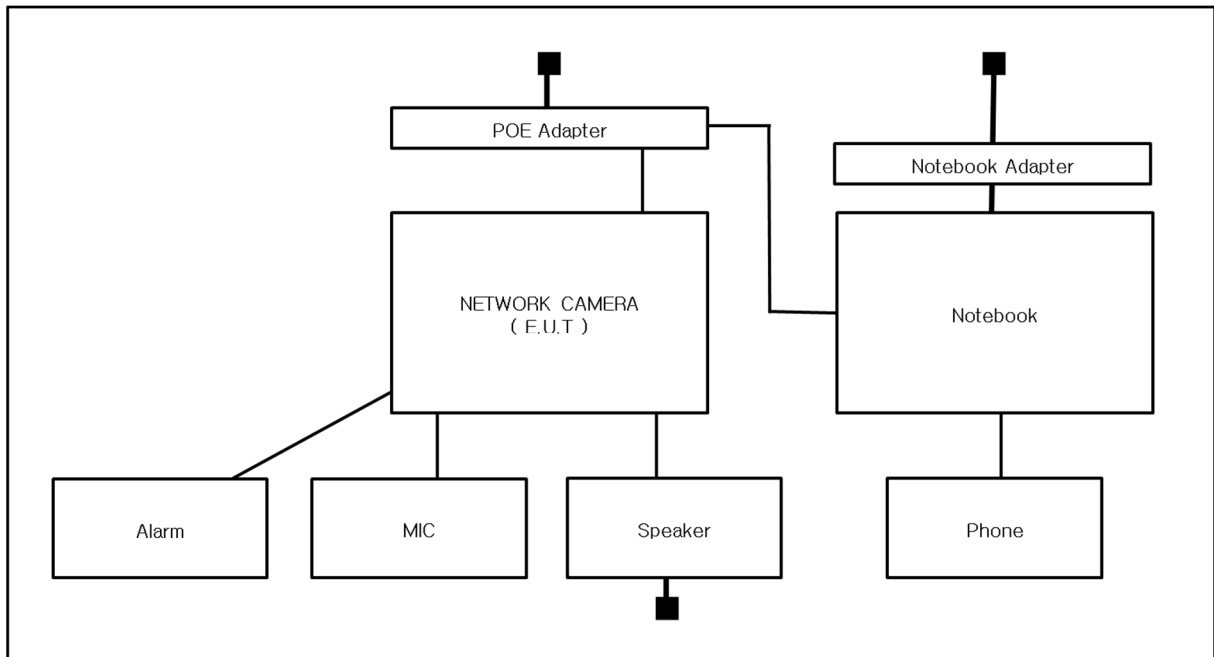 POE Adapter
Notebook Adapter
NETWORK CAMERA
( E.U.T )
Notebook
Alarm
MIC
Speaker
Phone